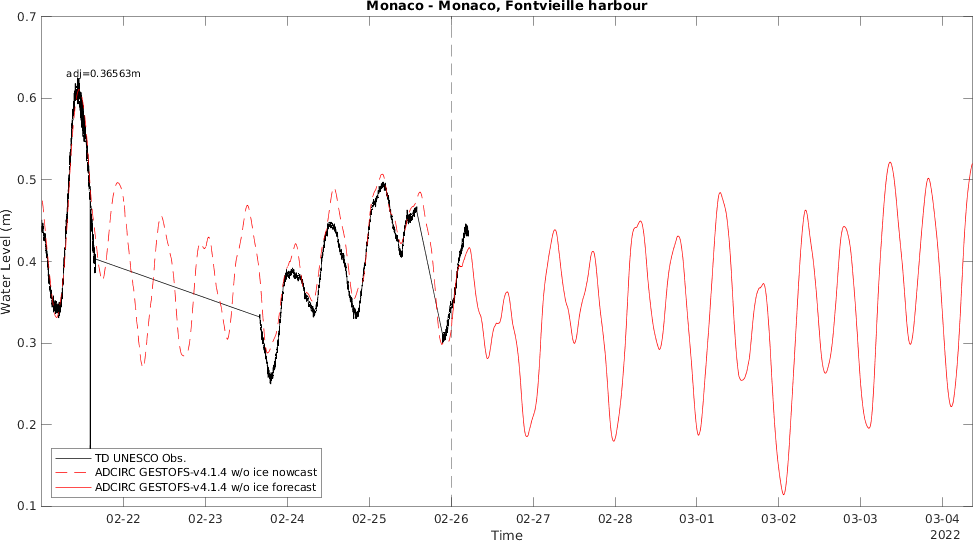 Monaco - Monaco, Fontvieille harbour
0.7
adj=0.36563m
0.6
0.5
Water Level (m)
0.4
0.3
0.2
TD UNESCO Obs.
ADCIRC GESTOFS-v4.1.4 w/o ice nowcast
ADCIRC GESTOFS-v4.1.4 w/o ice forecast
0.1
02-22 02-23 02-24 02-25 02-26 02-27 02-28 03-01 03-02 03-03 03-04
Time 2022